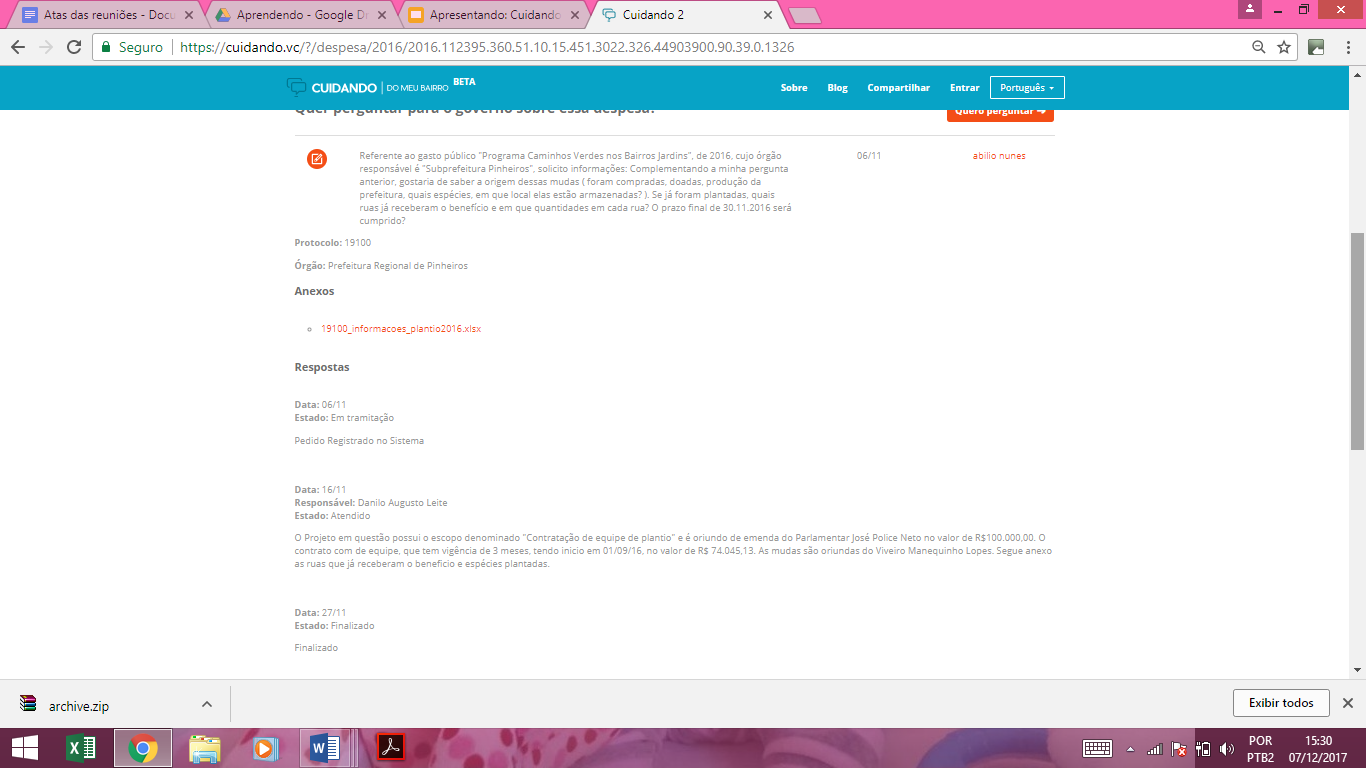 Atas das reuniões - Docu
Aprendendo - Google Dr
Apresentando: Cuidando
Cuidando 2
Seguro
https://cuidando.vc/?/despesa/2016/2016.112395.360.51.10.15.451.3022.326.44903900.90.39.0.1326
CUIDANDO | DO MEU BAIRRO BETA
Sobre
Blog
Compartilhar
Entrar
Português
Quer perguntar para o governo sobre essa despesa?
Quero perguntar
Referente ao gasto público "Programa Caminhos Verdes nos Bairros Jardins", de 2016, cujo órgão
responsável é "Subprefeitura Pinheiros", solicito informações: Complementando a minha pergunta
anterior, gostaria de saber a origem dessas mudas ( foram compradas, doadas, produção da
prefeitura, quais espécies, em que local elas estão armazenadas? ). Se já foram plantadas, quais
ruas já receberam o benefício e em que quantidades em cada rua? O prazo final de 30.11.2016 será
cumprido?
06/11
abilio nunes
Protocolo: 19100
Órgão: Prefeitura Regional de Pinheiros
Anexos
19100_informacoes_plantio2016.xlsx
Respostas
Data: 06/11
Estado: Em tramitação
Pedido Registrado no Sistema
Data: 16/11
Responsável: Danilo Augusto Leite
Estado: Atendido
O Projeto em questão possui o escopo denominado "Contratação de equipe de plantio" e é oriundo de emenda do Parlamentar José Police Neto no valor de R$100.000,00. O
contrato com de equipe, que tem vigência de 3 meses, tendo inicio em 01/09/16, no valor de R$ 74.045,13. As mudas são oriundas do Viveiro Manequinho Lopes. Segue anexo
as ruas que já receberam o beneficio e espécies plantadas.
Data: 27/11
Estado: Finalizado
Finalizado
archive.zip
Exibir todos
POR
PTB2
15:30
07/12/2017